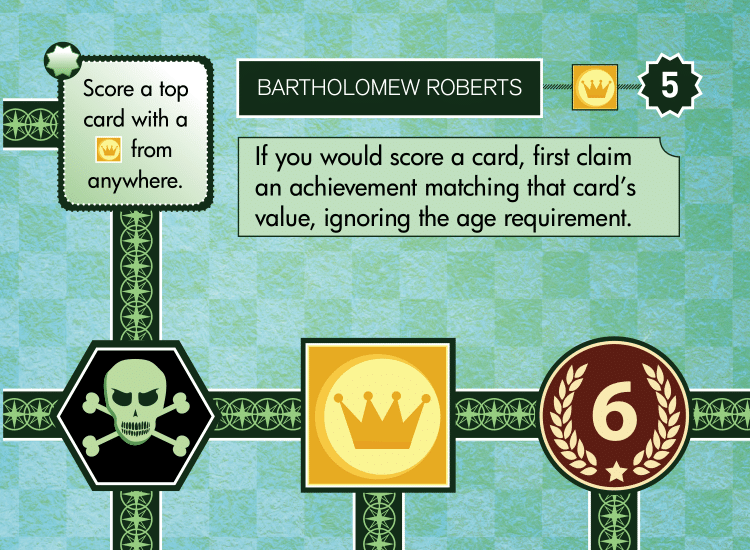 Score a top
card with a
from
anywhere.
BARTHOLOMEW ROBERTS
5
If you would score a card, first claim
an achievement matching that card's
value, ignoring the age requirement.
6